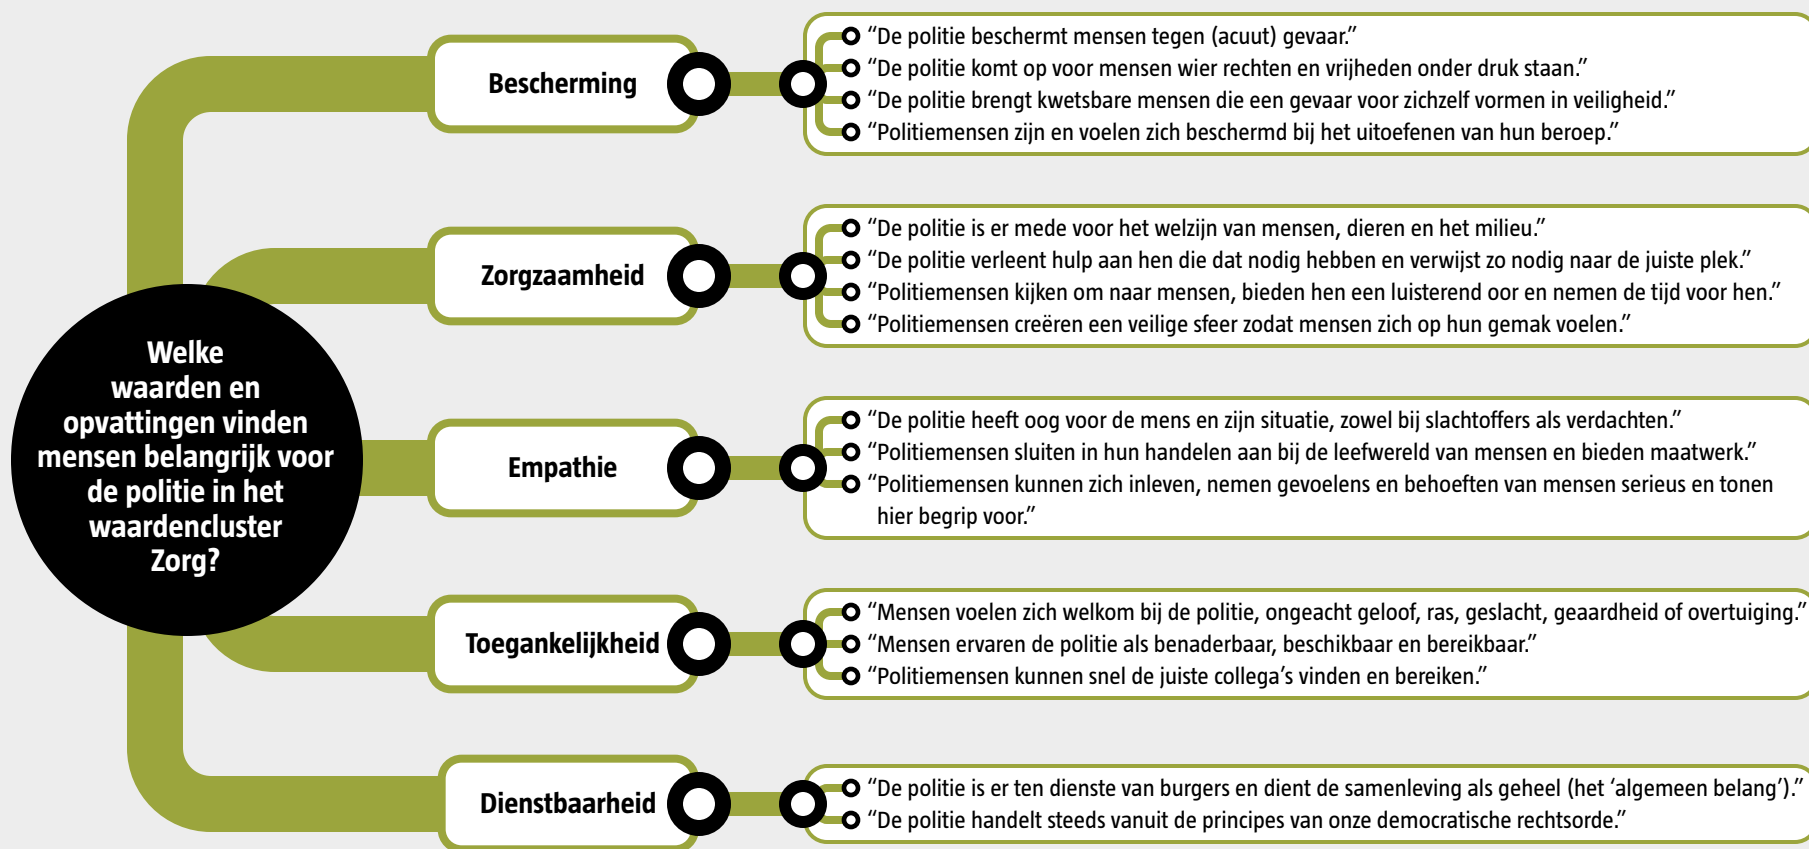 Welke
waarden en
opvattingen vinden
mensen belangrijk voor
de politie in het
waardencluster
Zorg?
Bescherming
“De politie beschermt mensen tegen (acuut) gevaar.”
“De politie komt op voor mensen wier rechten en vrijheden onder druk staan.”
“De politie brengt kwetsbare mensen die een gevaar voor zichzelf vormen in veiligheid.”
“Politiemensen zijn en voelen zich beschermd bij het uitoefenen van hun beroep.”
Zorgzaamheid
“De politie is er mede voor het welzijn van mensen, dieren en het milieu.”
“De politie verleent hulp aan hen die dat nodig hebben en verwijst zo nodig naar de juiste plek.”
“Politiemensen kijken om naar mensen, bieden hen een luisterend oor en nemen de tijd voor hen.”
“Politiemensen creëren een veilige sfeer zodat mensen zich op hun gemak voelen.”
Empathie
“De politie heeft oog voor de mens en zijn situatie, zowel bij slachtoffers als verdachten.”
“Politiemensen sluiten in hun handelen aan bij de leefwereld van mensen en bieden maatwerk.”
“Politiemensen kunnen zich inleven, nemen gevoelens en behoeften van mensen serieus en tonen
hier begrip voor.”
Toegankelijkheid
“Mensen voelen zich welkom bij de politie, ongeacht geloof, ras, geslacht, geaardheid of overtuiging.”
“Mensen ervaren de politie als benaderbaar, beschikbaar en bereikbaar.”
“Politiemensen kunnen snel de juiste collega’s vinden en bereiken.”
Dienstbaarheid
“De politie is er ten dienste van burgers en dient de samenleving als geheel (het ‘algemeen belang’).”
“De politie handelt steeds vanuit de principes van onze democratische rechtsorde.”